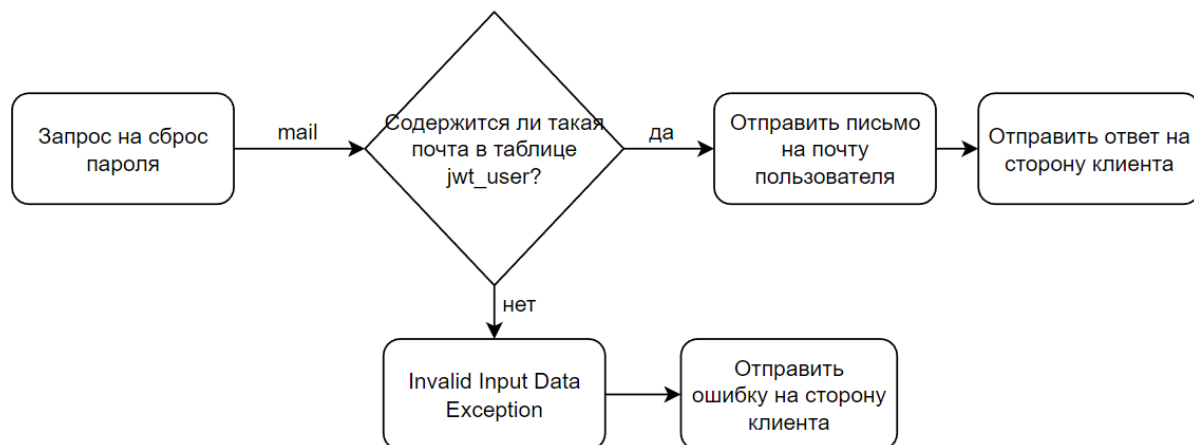 Запрос на сброс
пароля
mail
Содержится ли такая
почта в таблице
jwt_user?
да
Отправить письмо
на почту
пользователя
Отправить ответ на
сторону клиента
нет
Invalid Input Data
Exception
Отправить
ошибку на сторону
клиента